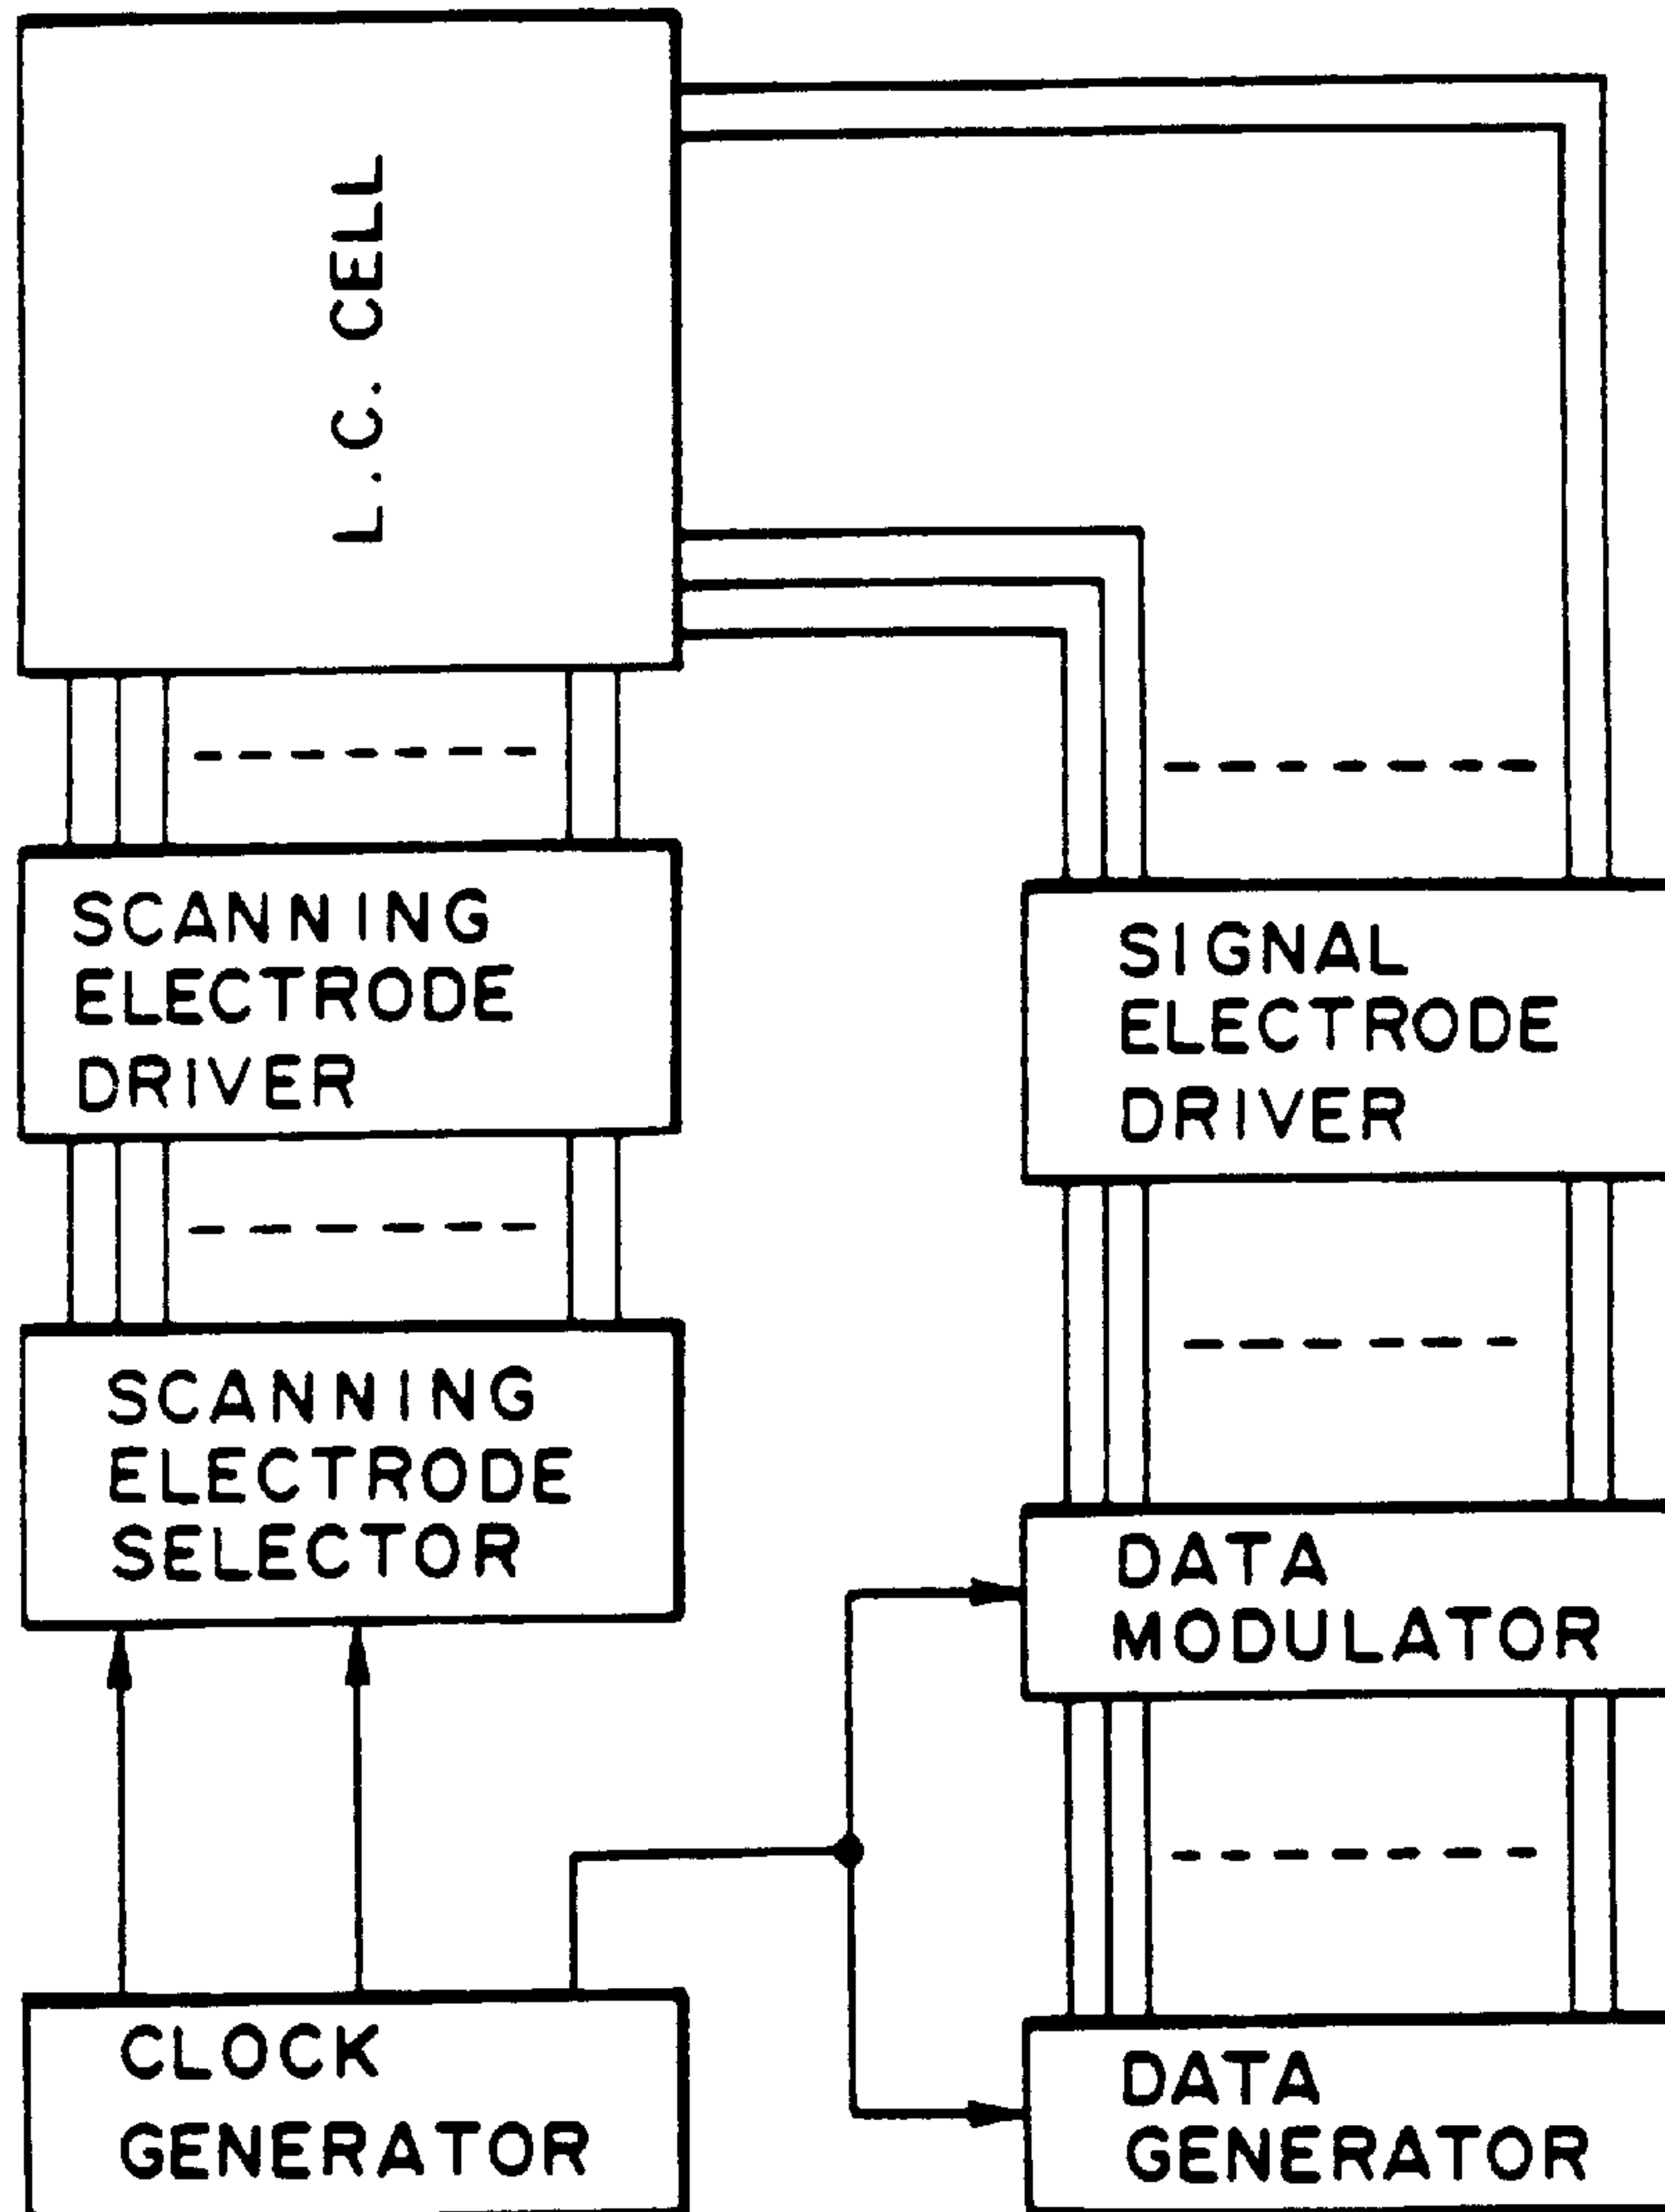 L.C. CELL
SCANNING
ELECTRODE
DRIVER
SIGNAL
ELECTRODE
DRIVER
SCANNING
ELECTRODE
SELECTOR
DATA
MODULATOR
CLOCK
GENERATOR
DATA
GENERATOR